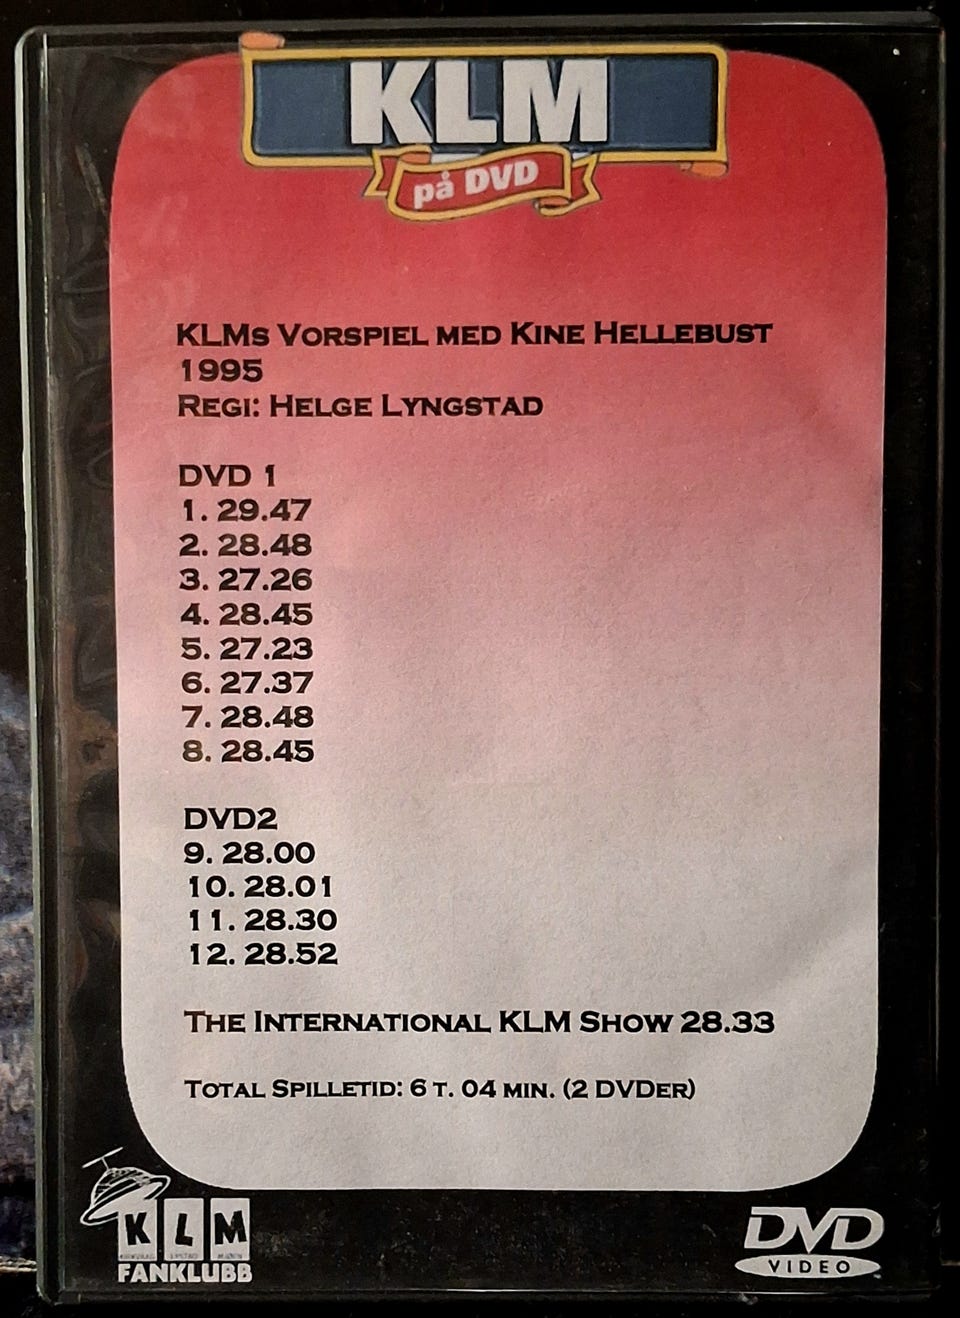 KLM
på DVD
KLMs Vorspiel med Kine Hellebust
1995
Regi: Helge Lyngstad
DVD 1
1. 29.47
2. 28.48
3. 27.26
4. 28.45
5. 27.23
6. 27.37
7. 28.48
8. 28.45
DVD2
9. 28.00
10. 28.01
11. 28.30
12. 28.52
The International KLM Show 28.33
Total Spilletid: 6 t. 04 min. (2 DVDer)
KLM
FANKLUBB
DVD
VIDEO